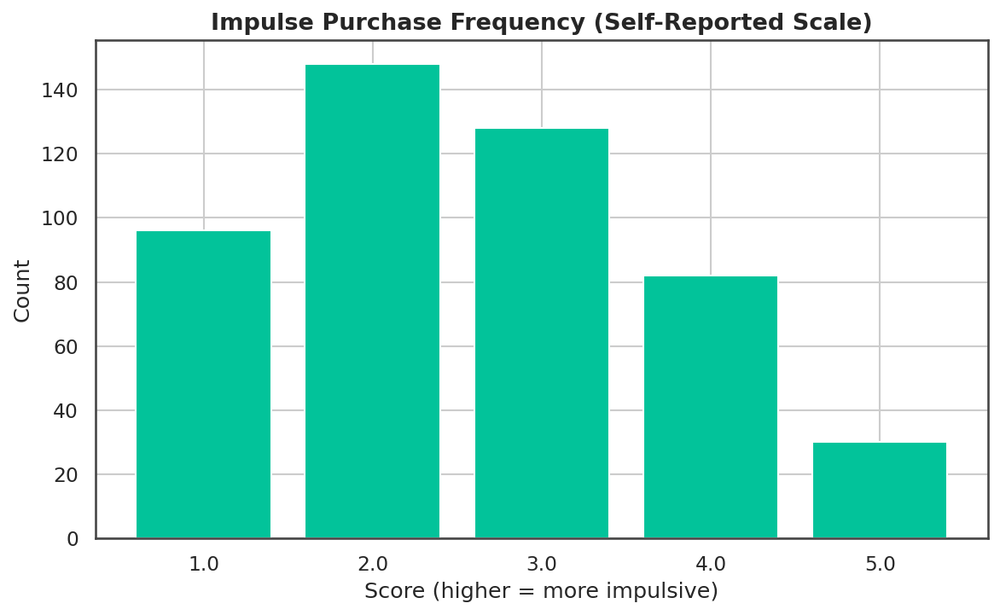 Impulse Purchase Frequency (Self-Reported Scale)
140
120
100
80
60
40
20
0
Count
1.0 2.0 3.0 4.0 5.0
Score (higher = more impulsive)